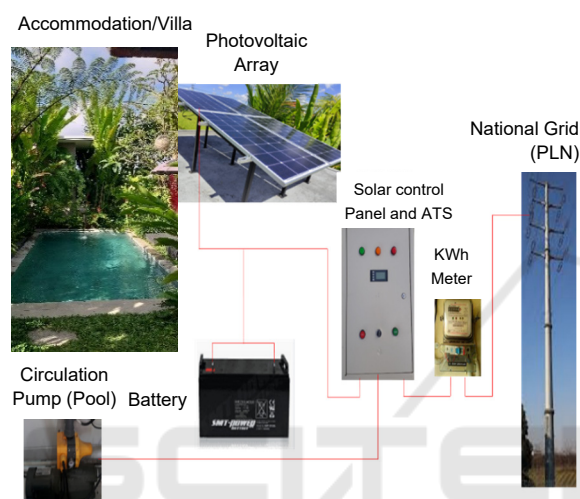 Accommodation/Villa
Photovoltaic
Array
National Grid
(PLN)
Solar control
Panel and ATS
KWh
Meter
Circulation
Pump (Pool)
Battery
SMT-power
SCITE